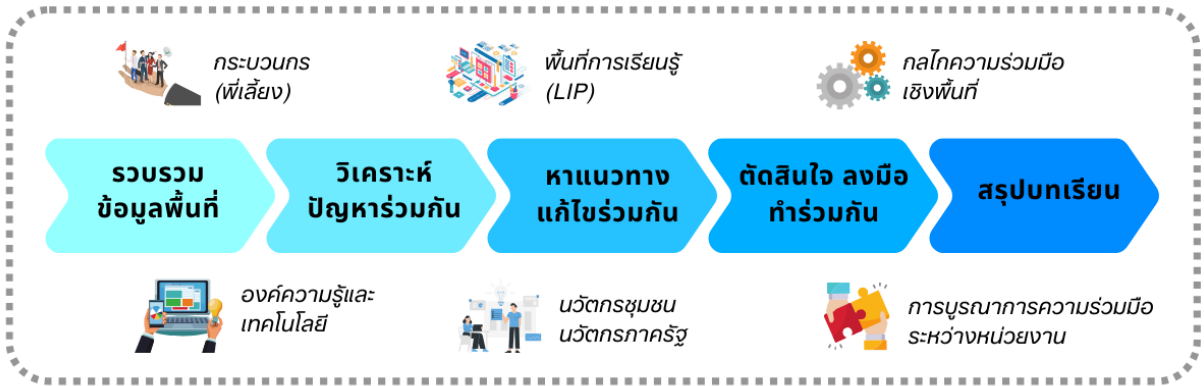 กระบวนกร
(พี่เลี้ยง)
พื้นที่การเรียนรู้
(LIP)
กลไกความร่วมมือ
เชิงพื้นที่
รวบรวม
ข้อมูลพื้นที่
วิเคราะห์
ปัญหาร่วมกัน
หาแนวทาง
แก้ไขร่วมกัน
ตัดสินใจ ลงมือ
ทำร่วมกัน
สรุปบทเรียน
องค์ความรู้และ
เทคโนโลยี
นวัตกรชุมชน
นวัตกรภาครัฐ
การบูรณาการความร่วมมือ
ระหว่างหน่วยงาน